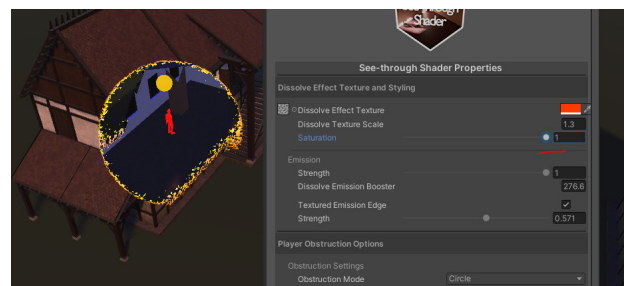 Shader
See-through Shader Properties
Dissolve Effect Texture and Styling
Dissolve Effect Texture
Dissolve Texture Scale 1.3
Saturation 1
Emission
Strength 1
Dissolve Emission Booster 276.6
Textured Emission Edge
Strength 0.571
Player Obstruction Options
Obstruction Settings
Obstruction Mode Circle